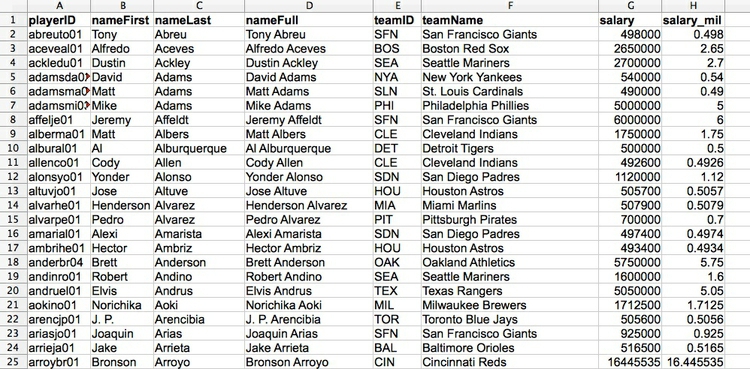 A B C D E F G H
1 playerID nameFirst nameLast nameFull teamID teamName salary salary_mil
2 abreuto01 Tony Abreu Tony Abreu SFN San Francisco Giants 498000 0.498
3 aceveal01 Alfredo Aceves Alfredo Aceves BOS Boston Red Sox 2650000 2.65
4 ackledu01 Dustin Ackley Dustin Ackley SEA Seattle Mariners 2700000 2.7
5 adamsda0 David Adams David Adams NYA New York Yankees 540000 0.54
6 adamsma0 Matt Adams Matt Adams SLN St. Louis Cardinals 490000 0.49
7 adamsmi0 Mike Adams Mike Adams PHI Philadelphia Phillies 5000000 5
8 affelje01 Jeremy Affeldt Jeremy Affeldt SFN San Francisco Giants 6000000 6
9 alberma01 Matt Albers Matt Albers CLE Cleveland Indians 1750000 1.75
10 albural01 Al Alburquerque Al Alburquerque DET Detroit Tigers 500000 0.5
11 allenco01 Cody Allen Cody Allen CLE Cleveland Indians 492600 0.4926
12 alonsyo01 Yonder Alonso Yonder Alonso SDN San Diego Padres 1120000 1.12
13 altuvjo01 Jose Altuve Jose Altuve HOU Houston Astros 505700 0.5057
14 alvarhe01 Henderson Alvarez Henderson Alvarez MIA Miami Marlins 507900 0.5079
15 alvarpe01 Pedro Alvarez Pedro Alvarez PIT Pittsburgh Pirates 700000 0.7
16 amarial01 Alexi Amarista Alexi Amarista SDN San Diego Padres 497400 0.4974
17 ambrihe01 Hector Ambriz Hector Ambriz HOU Houston Astros 493400 0.4934
18 anderbr04 Brett Anderson Brett Anderson OAK Oakland Athletics 5750000 5.75
19 andinro01 Robert Andino Robert Andino SEA Seattle Mariners 1600000 1.6
20 andruel01 Elvis Andrus Elvis Andrus TEX Texas Rangers 5050000 5.05
21 aokino01 Norichika Aoki Norichika Aoki MIL Milwaukee Brewers 1712500 1.7125
22 arencjp01 J. P. Arencibia J. P. Arencibia TOR Toronto Blue Jays 505600 0.5056
23 ariasjo01 Joaquin Arias Joaquin Arias SFN San Francisco Giants 925000 0.925
24 arrieja01 Jake Arrieta Jake Arrieta BAL Baltimore Orioles 516500 0.5165
25 arroybr01 Bronson Arroyo Bronson Arroyo CIN Cincinnati Reds 16445535 16.445535